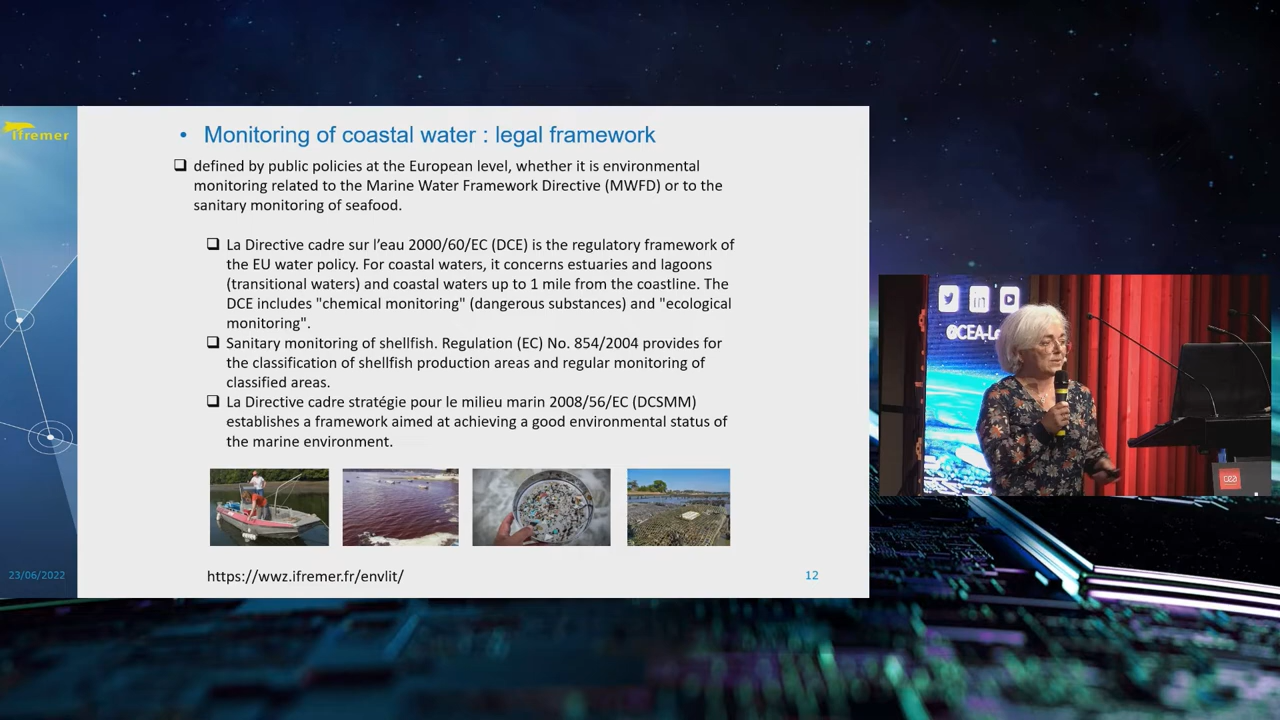 ifremer
• Monitoring of coastal water : legal framework
❑ defined by public policies at the European level, whether it is environmental
monitoring related to the Marine Water Framework Directive (MWFD) or to the
sanitary monitoring of seafood.
❑ La Directive cadre sur l'eau 2000/60/EC (DCE) is the regulatory framework of
the EU water policy. For coastal waters, it concerns estuaries and lagoons
(transitional waters) and coastal waters up to 1 mile from the coastline. The
DCE includes "chemical monitoring" (dangerous substances) and "ecological
monitoring".
❑ Sanitary monitoring of shellfish. Regulation (EC) No. 854/2004 provides for
the classification of shellfish production areas and regular monitoring of
classified areas.
❑ La Directive cadre stratégie pour le milieu marin 2008/56/EC (DCSMM)
establishes a framework aimed at achieving a good environmental status of
the marine environment.
https://wwz.ifremer.fr/envlit/
23/06/2022
12
in
@CEA-Le
cea